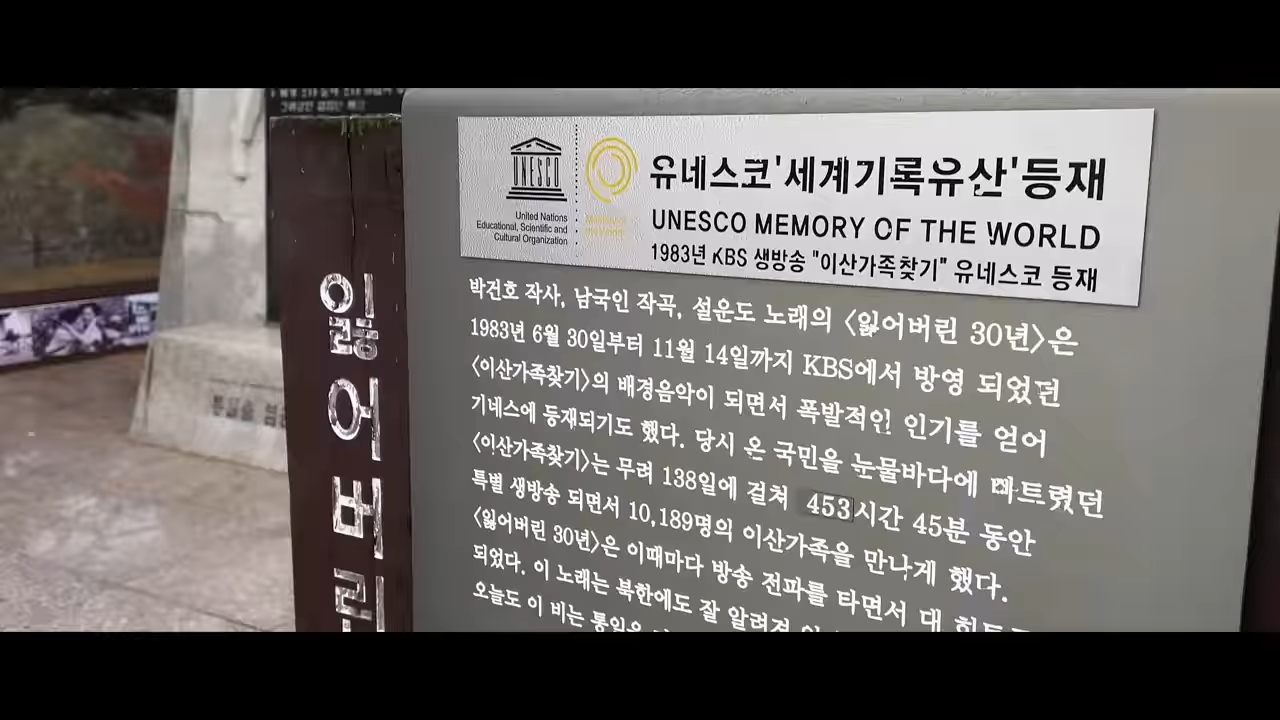 UNESCO
United Nations
Educational, Scientific and
Cultural Organization
유네스코 '세계기록유산' 등재
UNESCO MEMORY OF THE WORLD
1983년 KBS 생방송 "이산가족찾기" 유네스코 등재
박건호 작사, 남국인 작곡, 설운도 노래의 〈잃어버린 30년〉은
1983년 6월 30일부터 11월 14일까지 KBS에서 방영 되었던
〈이산가족찾기〉의 배경음악이 되면서 폭발적인 인기를 얻어
기네스에 등재되기도 했다. 당시 온 국민을 눈물바다에 빠트렸던
〈이산가족찾기〉는 무려 138일에 걸쳐 453시간 45분 동안
특별 생방송 되면서 10,189명의 이산가족을 만나게 했다.
〈잃어버린 30년〉은 이때마다 방송 전파를 타면서 대
되었다. 이 노래는 북한에도 잘 알려져
오늘도 이 비는
잃어버린